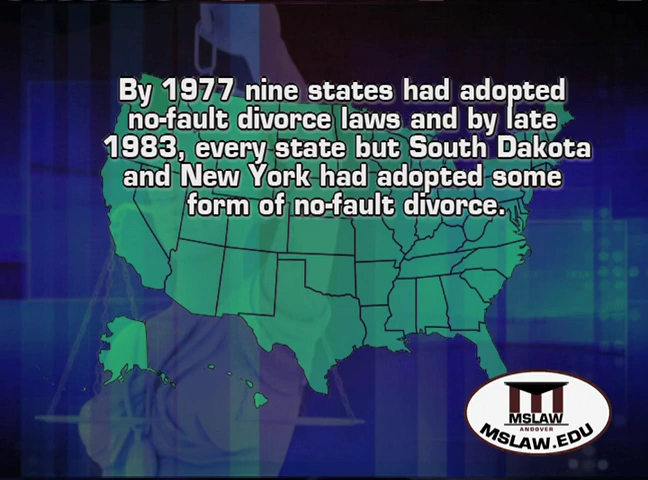 By 1977 nine states had adopted
no-fault divorce laws and by late
1983, every state but South Dakota
and New York had adopted some
form of no-fault divorce.
MSLAW
ANDOVER
MSLAW.EDU